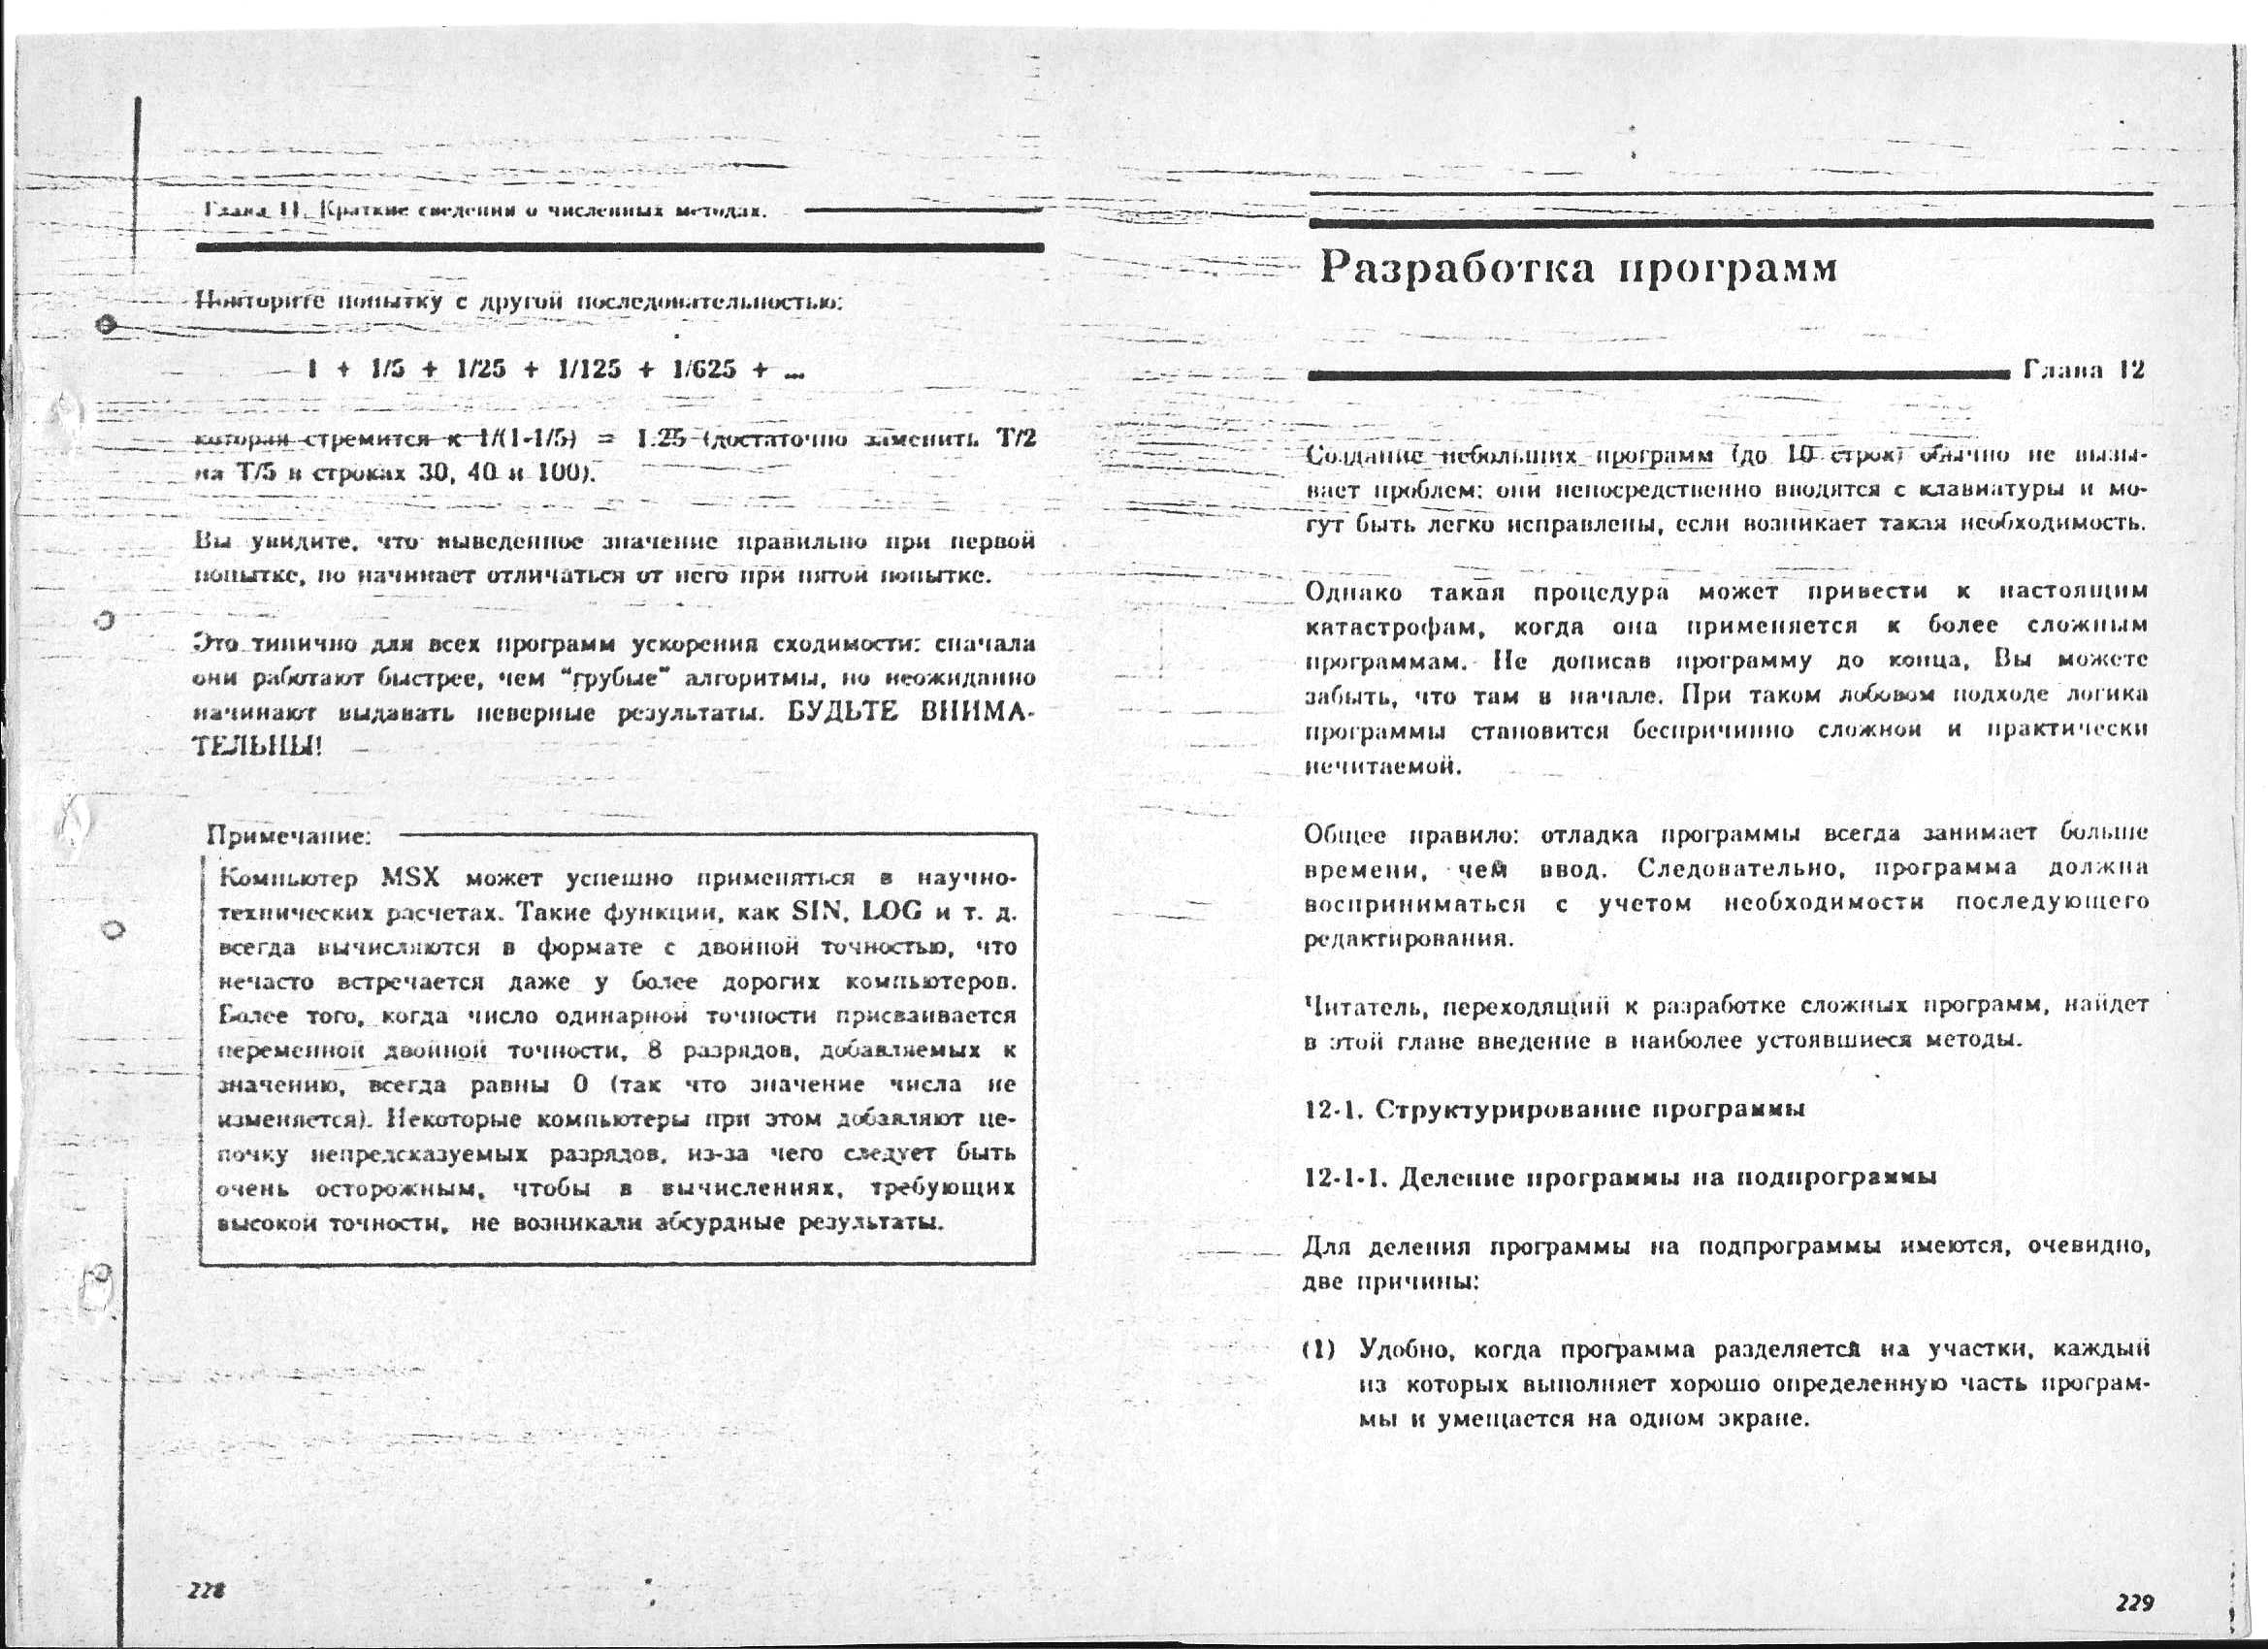 Глава 11. Краткие сведения о численных методах.
Повторите попытку с другой последовательностью:
1 + 1/5 + 1/25 + 1/125 + 1/625 + ...
которая стремится к 1/(1-1/5) = 1.25 (достаточно заменить T/2
на T/5 в строках 30, 40 и 100).
Вы увидите, что выведенное значение правильно при первой
попытке, но начинает отличаться от него при пятой попытке.
Это типично для всех программ ускорения сходимости: сначала
они работают быстрее, чем "грубые" алгоритмы, но неожиданно
начинают выдавать неверные результаты. БУДЬТЕ ВНИМА-
ТЕЛЬНЫ!
Примечание:
Компьютер MSX может успешно применяться в научно-
технических расчетах. Такие функции, как SIN, LOG и т. д.
всегда вычисляются в формате с двойной точностью, что
нечасто встречается даже у более дорогих компьютеров.
Более того, когда число одинарной точности присваивается
переменной двойной точности, 8 разрядов, добавляемых к
значению, всегда равны 0 (так что значение числа не
изменяется). Некоторые компьютеры при этом добавляют це-
почку непредсказуемых разрядов, из-за чего следует быть
очень осторожным, чтобы в вычислениях, требующих
высокой точности, не возникали абсурдные результаты.
228
Разработка программ
Глава 12
Создание небольших программ (до 10 строк) обычно не вызы-
вает проблем: они непосредственно вводятся с клавиатуры и мо-
гут быть легко исправлены, если возникает такая необходимость.
Однако такая процедура может привести к настоящим
катастрофам, когда она применяется к более сложным
программам. Не дописав программу до конца, Вы можете
забыть, что там в начале. При таком лобовом подходе логика
программы становится беспричинно сложной и практически
нечитаемой.
Общее правило: отладка программы всегда занимает больше
времени, чем ввод. Следовательно, программа должна
восприниматься с учетом необходимости последующего
редактирования.
Читатель, переходящий к разработке сложных программ, найдет
в этой главе введение в наиболее устоявшиеся методы.
12-1. Структурирование программы
12-1-1. Деление программы на подпрограммы
Для деления программы на подпрограммы имеются, очевидно,
две причины:
(1) Удобно, когда программа разделяется на участки, каждый
из которых выполняет хорошо определенную часть програм-
мы и умещается на одном экране.
229